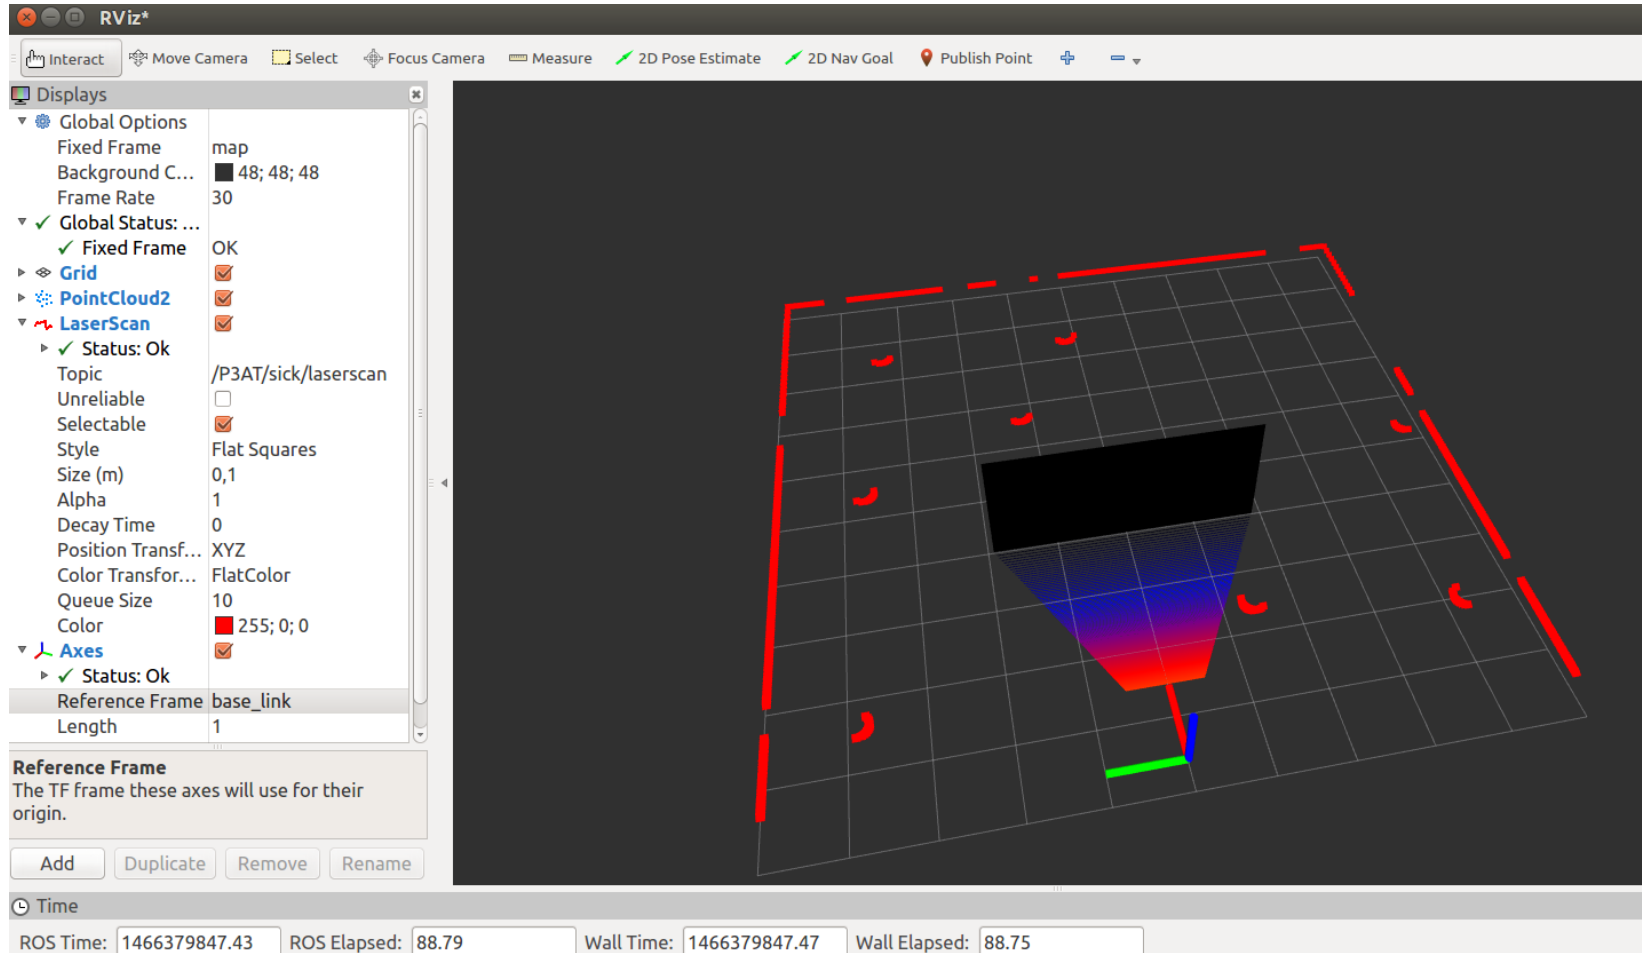 RViz*
Interact Move Camera Select Focus Camera Measure 2D Pose Estimate 2D Nav Goal Publish Point
Displays
Global Options
Fixed Frame map
Background C... 48; 48; 48
Frame Rate 30
Global Status: ...
Fixed Frame OK
Grid
PointCloud2
LaserScan
Status: Ok
Topic /P3AT/sick/laserscan
Unreliable
Selectable
Style Flat Squares
Size (m) 0,1
Alpha 1
Decay Time 0
Position Transf... XYZ
Color Transfor... FlatColor
Queue Size 10
Color 255; 0; 0
Axes
Status: Ok
Reference Frame base_link
Length 1
Reference Frame
The TF frame these axes will use for their
origin.
Add Duplicate Remove Rename
Time
ROS Time: 1466379847.43 ROS Elapsed: 88.79 Wall Time: 1466379847.47 Wall Elapsed: 88.75